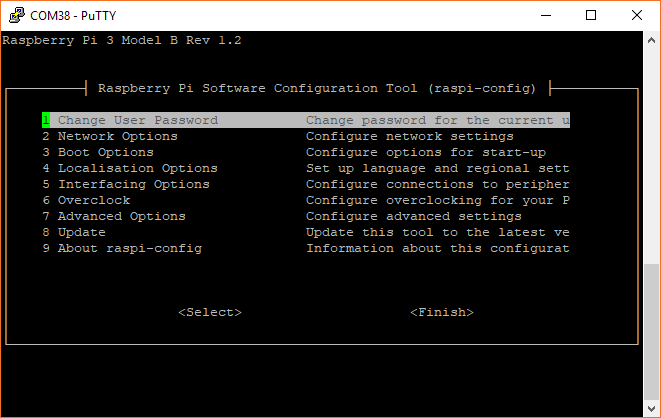 COM38 - PuTTY
Raspberry Pi 3 Model B Rev 1.2
Raspberry Pi Software Configuration Tool (raspi-config)
1 Change User Password Change password for the current u
2 Network Options Configure network settings
3 Boot Options Configure options for start-up
4 Localisation Options Set up language and regional sett
5 Interfacing Options Configure connections to peripher
6 Overclock Configure overclocking for your P
7 Advanced Options Configure advanced settings
8 Update Update this tool to the latest ve
9 About raspi-config Information about this configurat
<Select> <Finish>